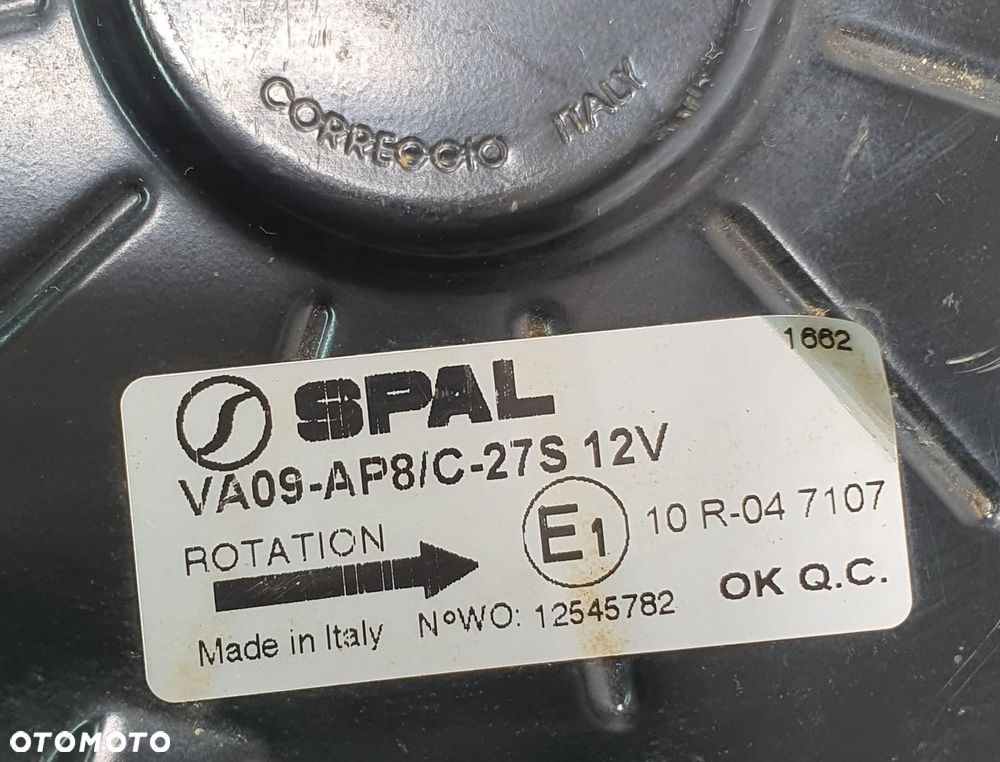 CORREGGIO ITALY
1662
SPAL
VA09-AP8/C-27S 12V
ROTATION
E1
10 R-04 7107
OK Q.C.
Made in Italy
NºWO: 12545782
OTOMOTO